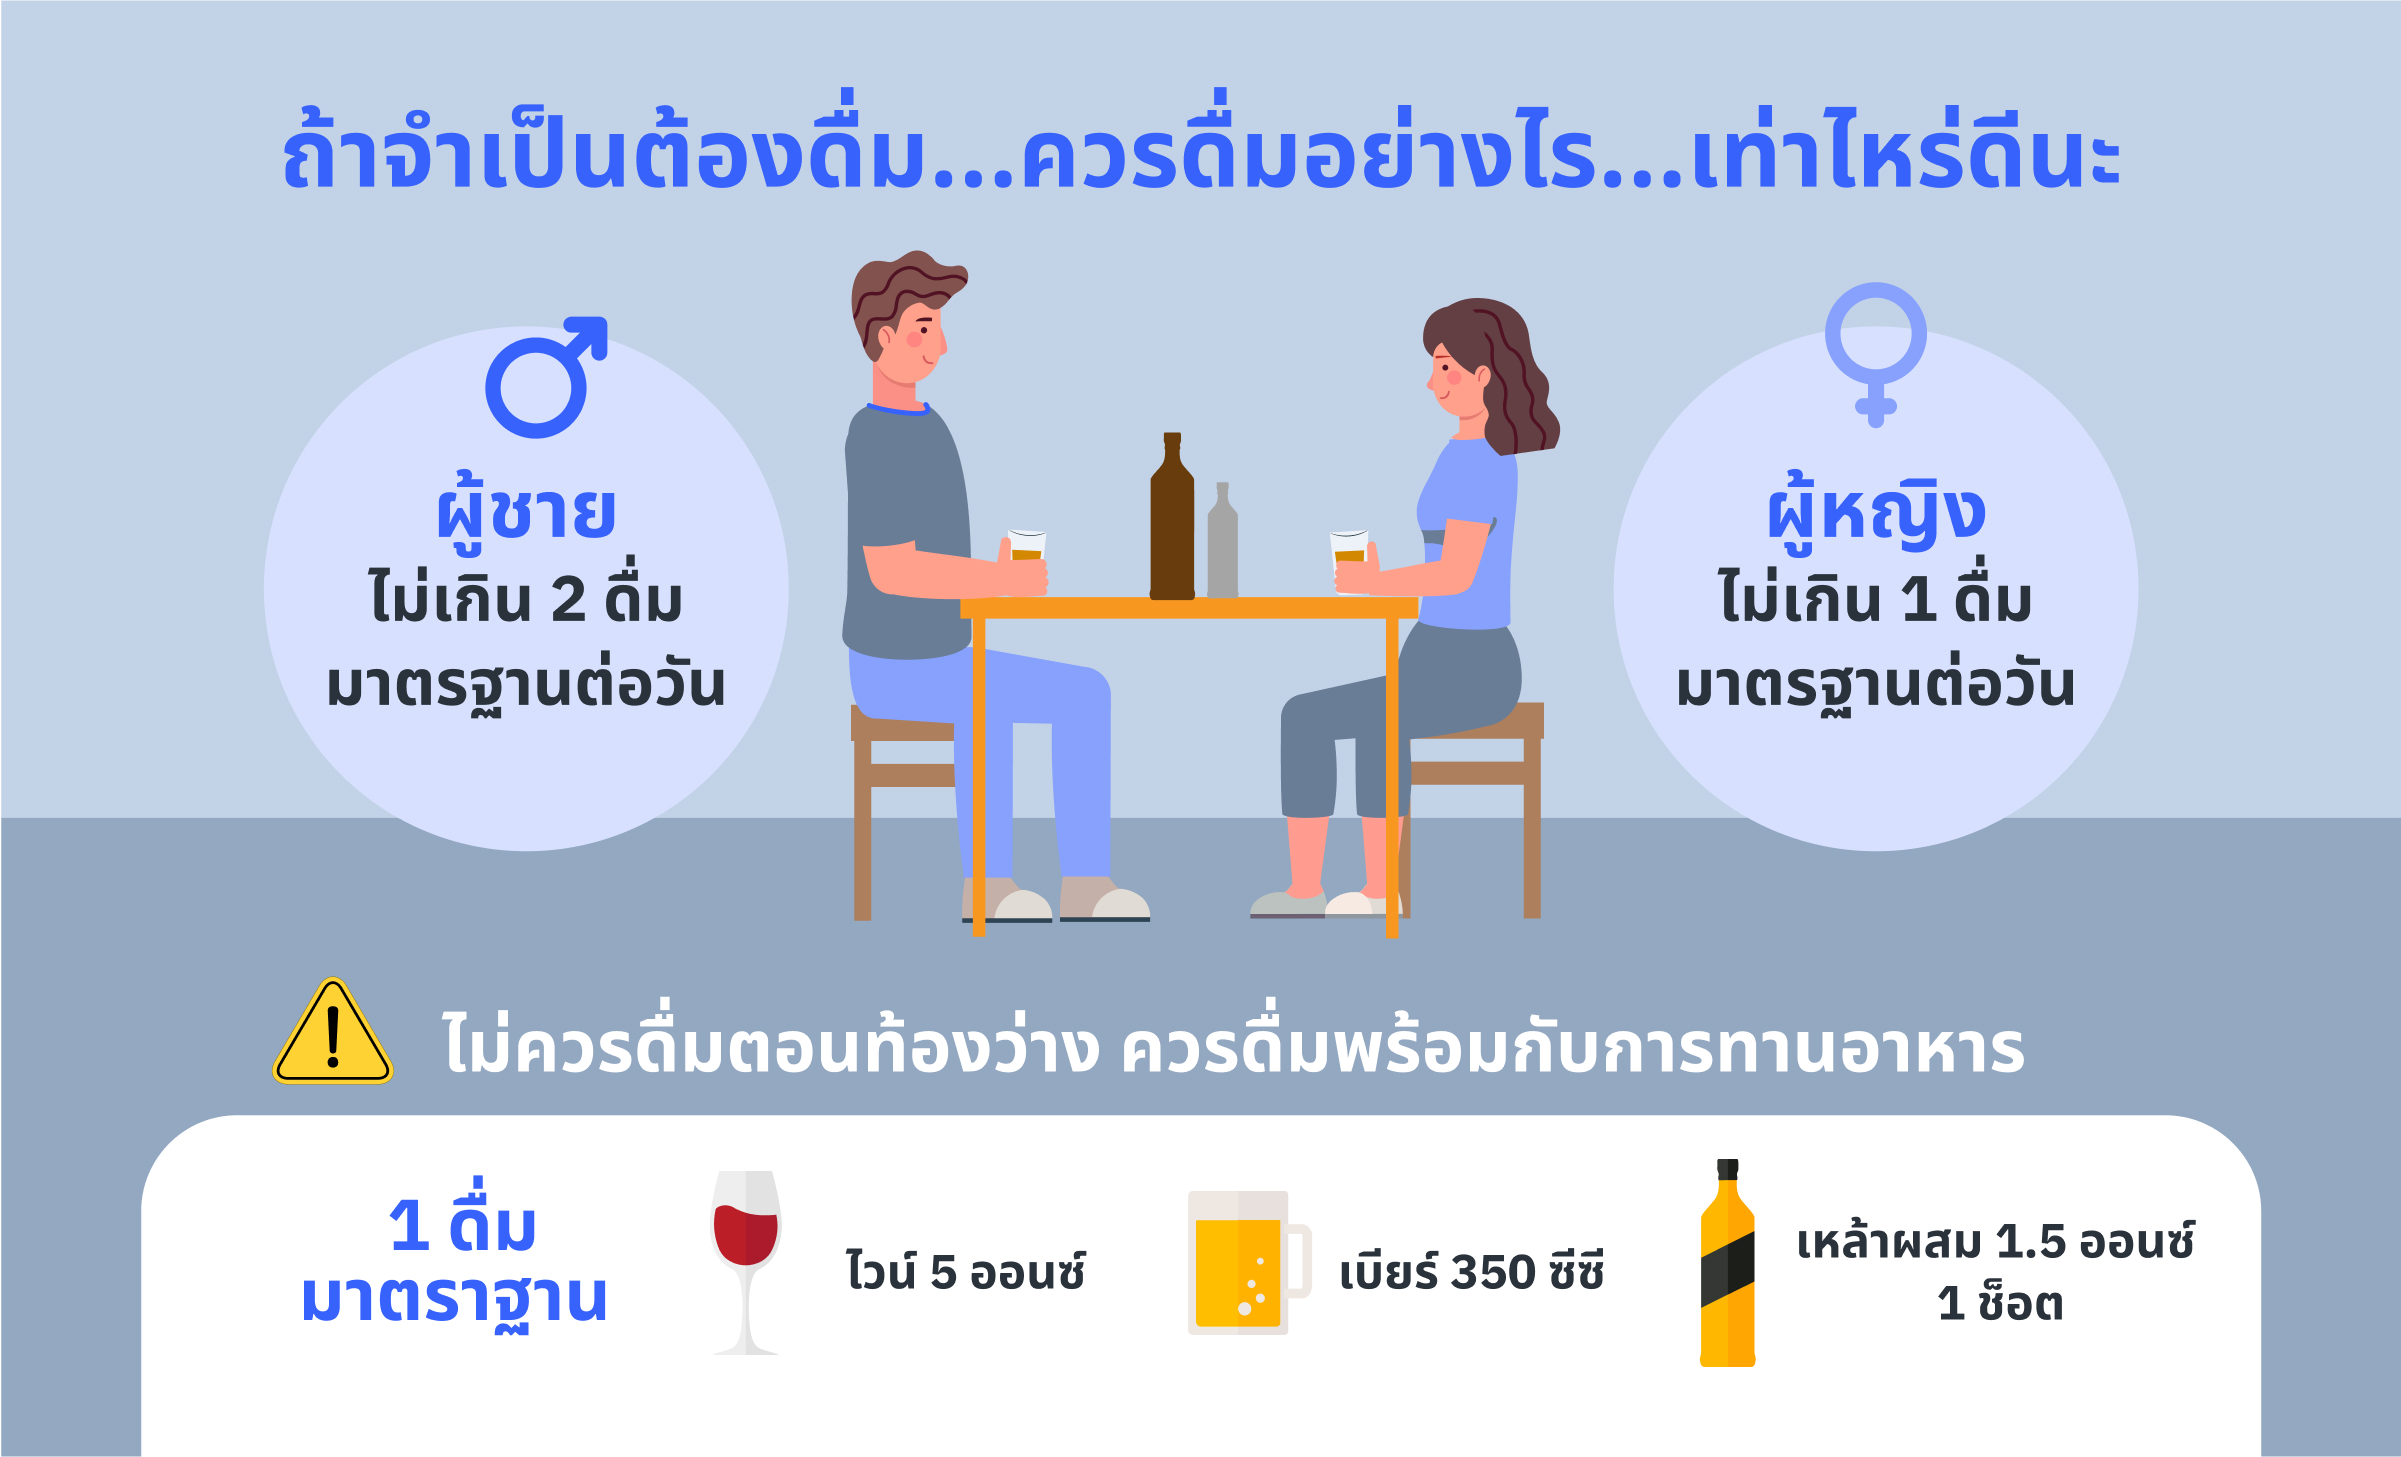 ถ้าจำเป็นต้องดื่ม...ควรดื่มอย่างไร...เท่าไหร่ดีนะ
ผู้ชาย
ไม่เกิน 2 ดื่ม
มาตรฐานต่อวัน
ผู้หญิง
ไม่เกิน 1 ดื่ม
มาตรฐานต่อวัน
ไม่ควรดื่มตอนท้องว่าง ควรดื่มพร้อมกับการทานอาหาร
1 ดื่ม
มาตราฐาน
ไวน์ 5 ออนซ์
เบียร์ 350 ซีซี
เหล้าผสม 1.5 ออนซ์
1 ช็อต